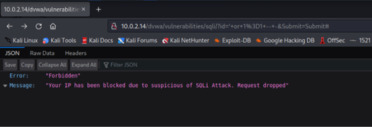 10.0.2.14/dvwa/vulnerabilities
10.0.2.14/dvwa/vulnerabilities/sqli/?id='+or+1%3D1+--+-&Submit=Submit#
Kali Linux Kali Tools Kali Docs Kali Forums Kali NetHunter Exploit-DB Google Hacking DB OffSec 1521
JSON Raw Data Headers
Save Copy Collapse All Expand All Filter JSON
Error: "Forbidden"
Message: "Your IP has been blocked due to suspicious of SQLi Attack. Request dropped"